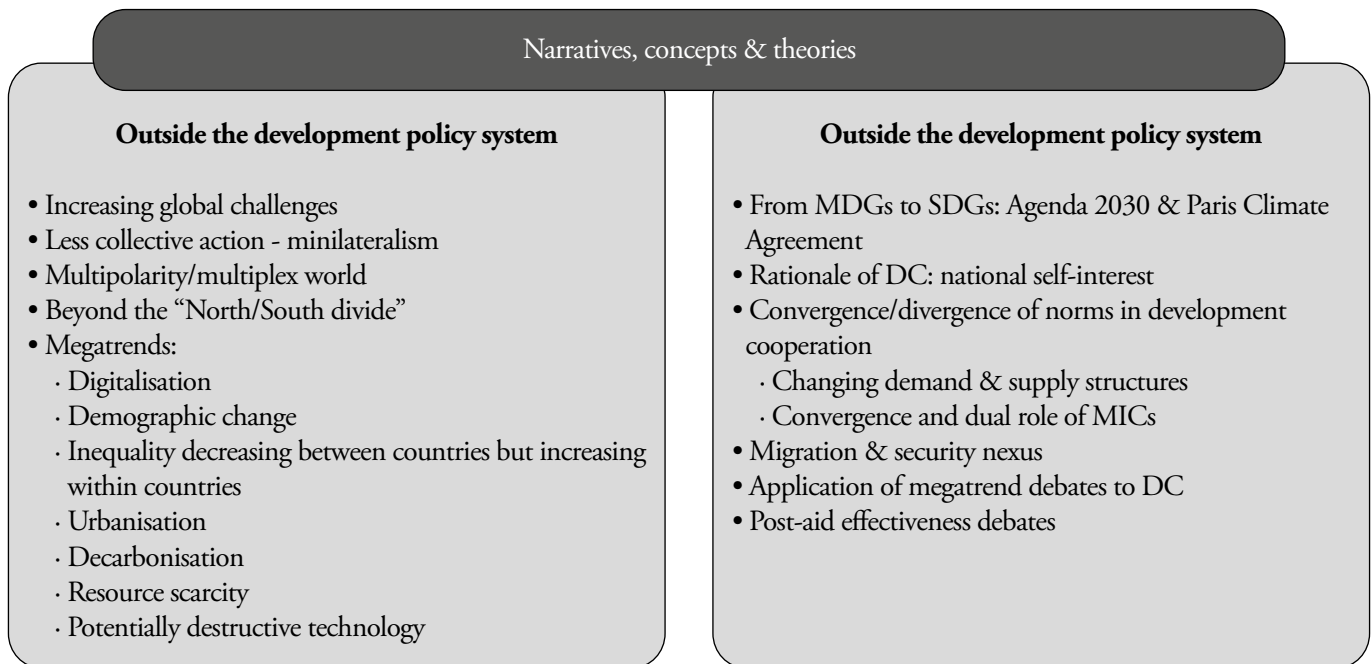 Narratives, concepts & theories
Outside the development policy system
• Increasing global challenges
• Less collective action - minilateralism
• Multipolarity/multiplex world
• Beyond the “North/South divide”
• Megatrends:
· Digitalisation
· Demographic change
· Inequality decreasing between countries but increasing
within countries
· Urbanisation
· Decarbonisation
· Resource scarcity
· Potentially destructive technology
Outside the development policy system
• From MDGs to SDGs: Agenda 2030 & Paris Climate
Agreement
• Rationale of DC: national self-interest
• Convergence/divergence of norms in development
cooperation
· Changing demand & supply structures
· Convergence and dual role of MICs
• Migration & security nexus
• Application of megatrend debates to DC
• Post-aid effectiveness debates